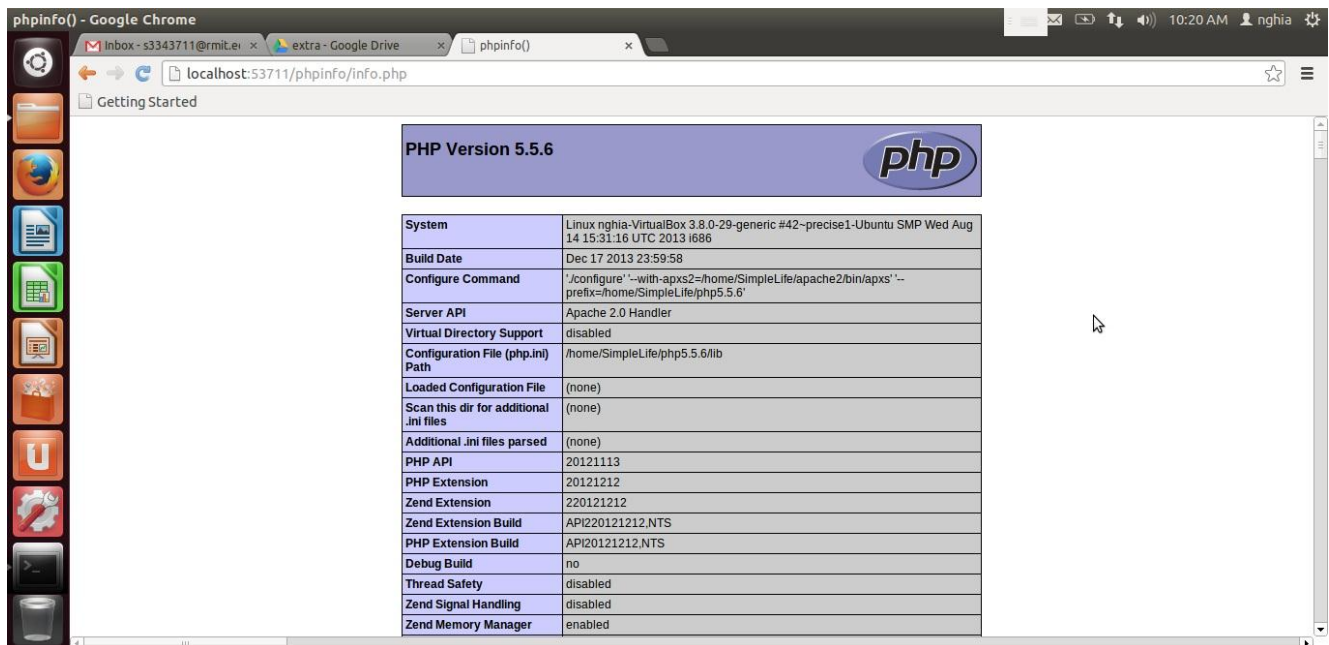 phpinfo() - Google Chrome
10:20 AM nghia
Inbox - s3343711@rmit.e
extra - Google Drive
phpinfo()
localhost:53711/phpinfo/info.php
Getting Started
PHP Version 5.5.6
php
System Linux nghia-VirtualBox 3.8.0-29-generic #42~precise1-Ubuntu SMP Wed Aug
14 15:31:16 UTC 2013 i686
Build Date Dec 17 2013 23:59:58
Configure Command './configure' '--with-apxs2=/home/SimpleLife/apache2/bin/apxs' '--
prefix=/home/SimpleLife/php5.5.6'
Server API Apache 2.0 Handler
Virtual Directory Support disabled
Configuration File (php.ini) /home/SimpleLife/php5.5.6/lib
Path
Loaded Configuration File (none)
Scan this dir for additional (none)
.ini files
Additional .ini files parsed (none)
PHP API 20121113
PHP Extension 20121212
Zend Extension 220121212
Zend Extension Build API220121212,NTS
PHP Extension Build API20121212,NTS
Debug Build no
Thread Safety disabled
Zend Signal Handling disabled
Zend Memory Manager enabled